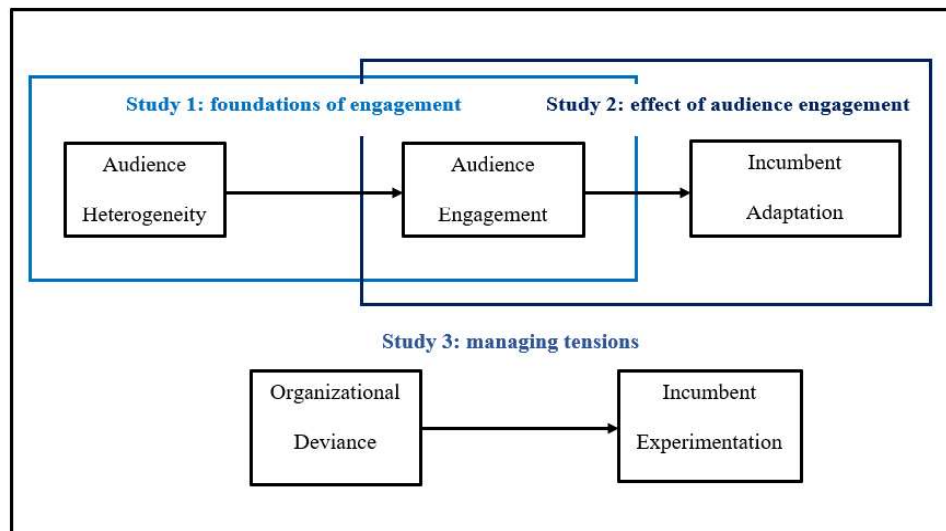 Study 1: foundations of engagement
Study 2: effect of audience engagement
Audience
Heterogeneity
Audience
Engagement
Incumbent
Adaptation
Study 3: managing tensions
Organizational
Deviance
Incumbent
Experimentation